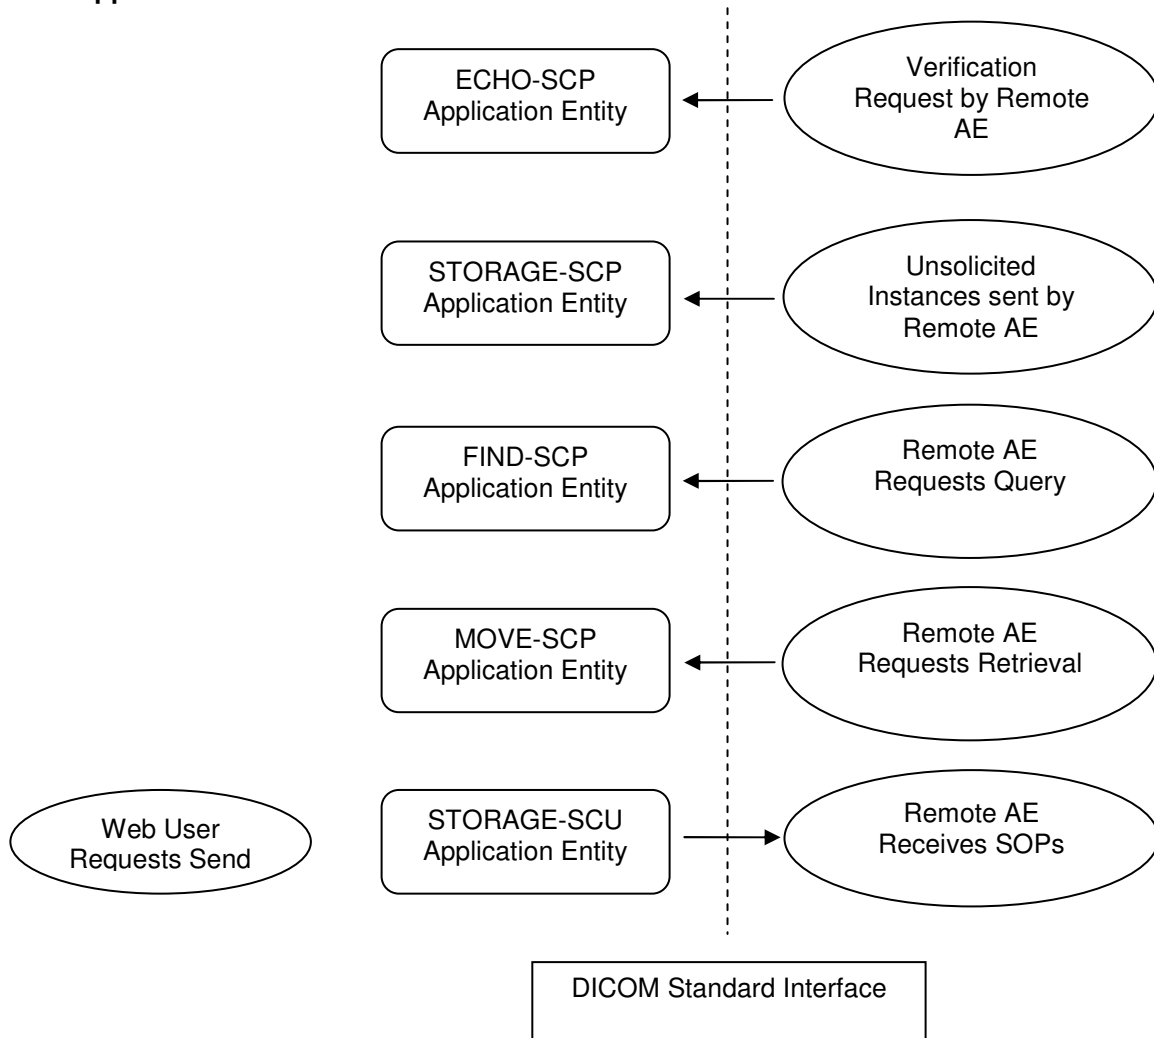 ECHO-SCP
Application Entity
Verification
Request by Remote
AE
STORAGE-SCP
Application Entity
Unsolicited
Instances sent by
Remote AE
FIND-SCP
Application Entity
Remote AE
Requests Query
MOVE-SCP
Application Entity
Remote AE
Requests Retrieval
Web User
Requests Send
STORAGE-SCU
Application Entity
Remote AE
Receives SOPs
DICOM Standard Interface